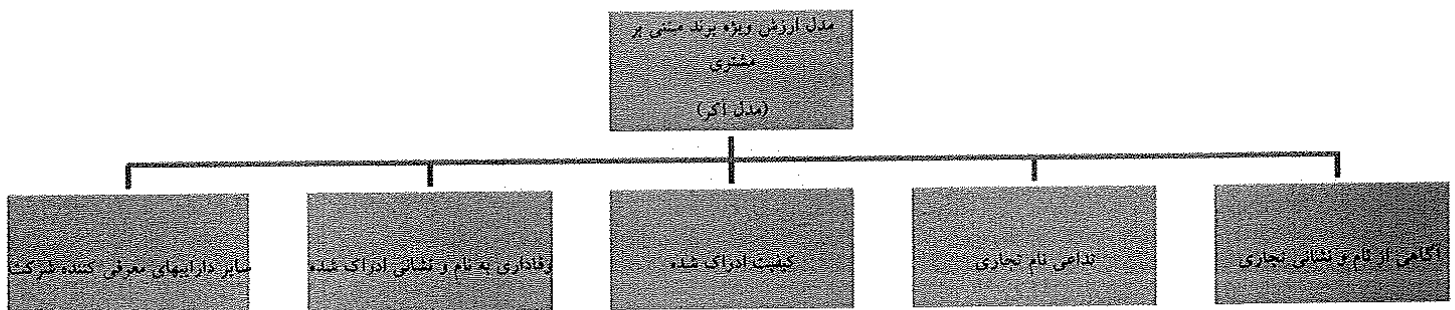 مدل ارزش ویژه برند مبتنی بر
مشتری
(مدل آکر)
آگاهی از نام و نشانی تجاری
تداعی نام تجاری
کیفیت ادراک شده
وفاداری به نام و نشانی ادراک شده
سایر داراییهای معرفی کننده شرکت